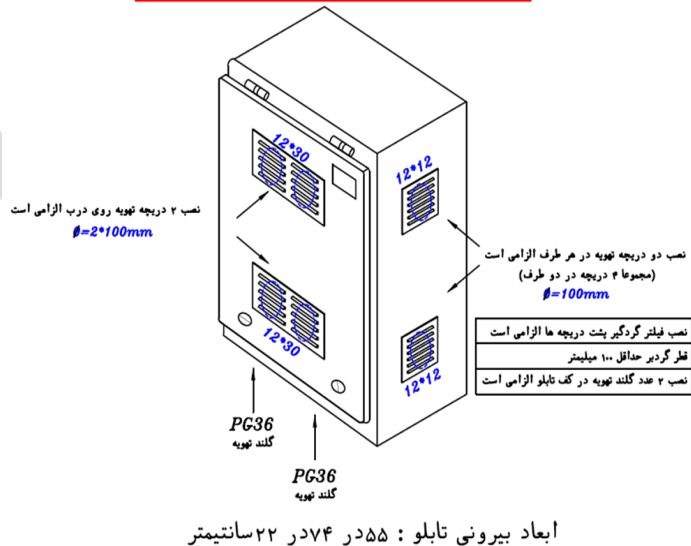 12*30
12*12
نصب ۲ دریچه تهویه روی درب الزامی است
ϕ=2*100mm
نصب دو دریچه تهویه در هر طرف الزامی است
(مجموعا ۴ دریچه در دو طرف)
ϕ=100mm
نصب فیلتر گردگیر پشت دریچه ها الزامی است
قطر گردبر حداقل ۱۰۰ میلیمتر
نصب ۲ عدد گلند تهویه در کف تابلو الزامی است
12*30
12*12
PG36
گلند تهویه
PG36
گلند تهویه
ابعاد بیرونی تابلو : ۵۵در ۷۴در ۲۲سانتیمتر